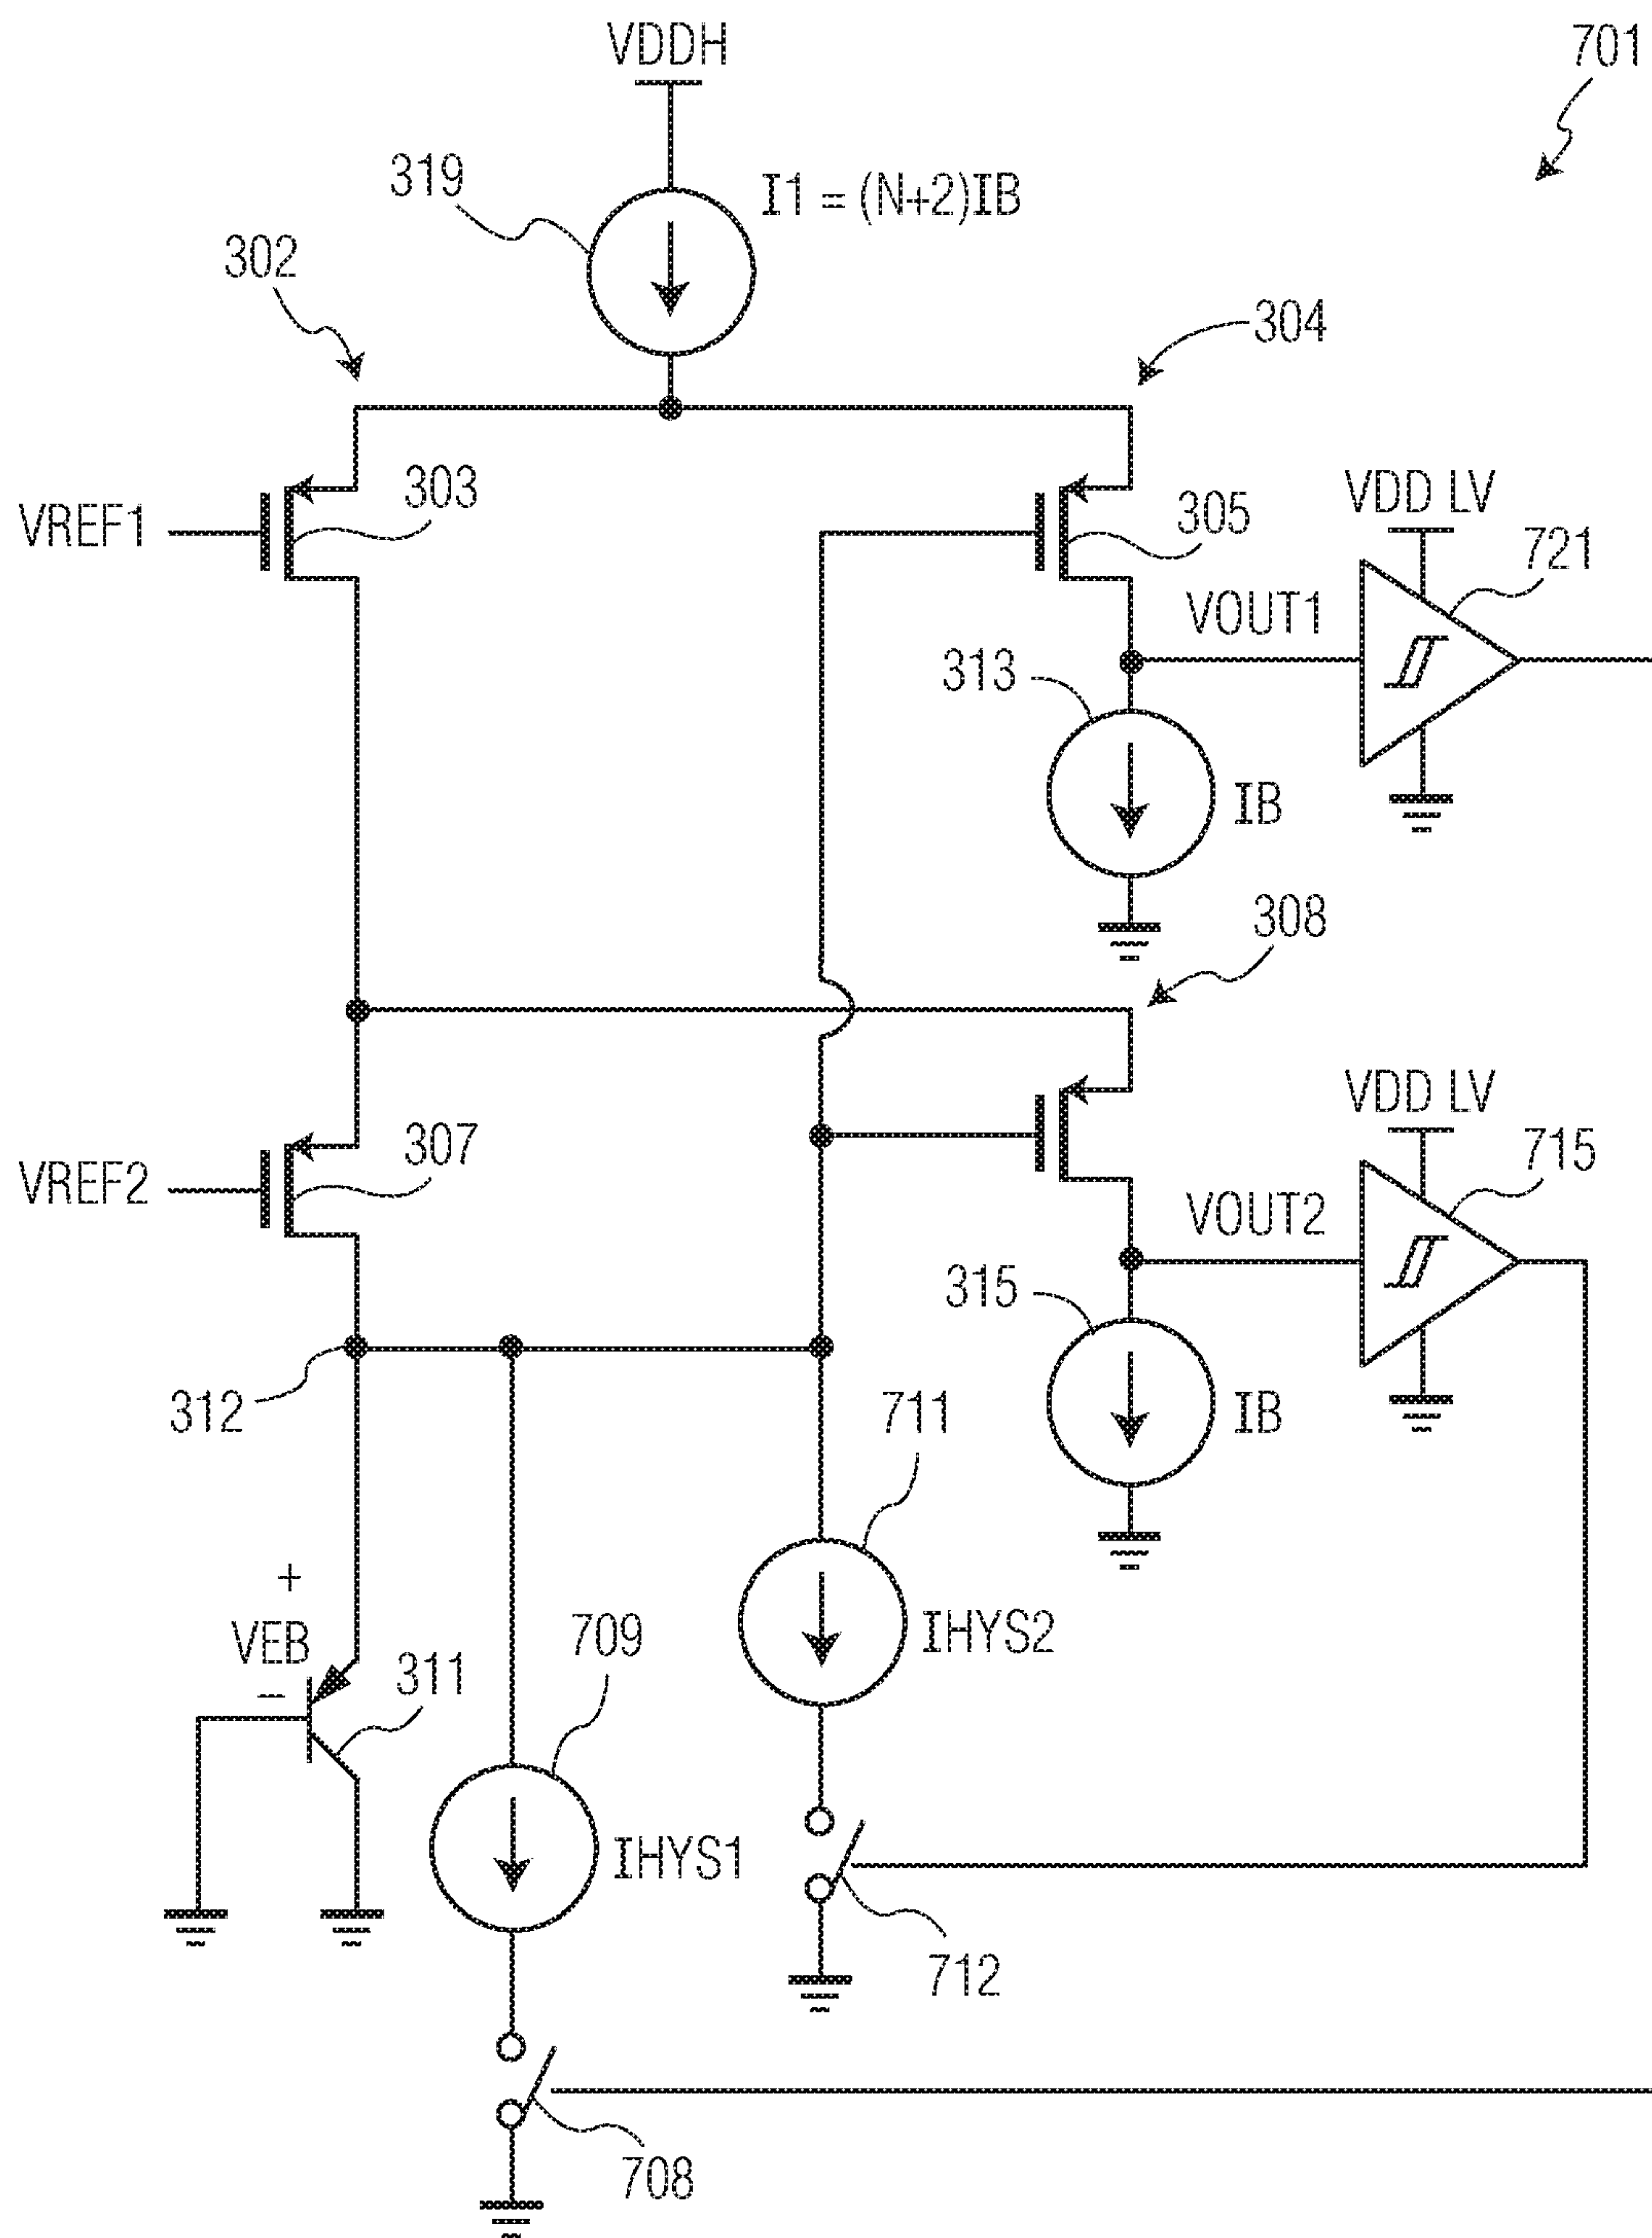 VDDH
701
319
I1 = (N+2)IB
302
304
VREF1
303
305
VDD LV
721
VOUT1
313
IB
308
VREF2
307
VDD LV
715
VOUT2
315
312
711
IB
+
VEB
−
311
709
IHYS2
IHYS1
712
708